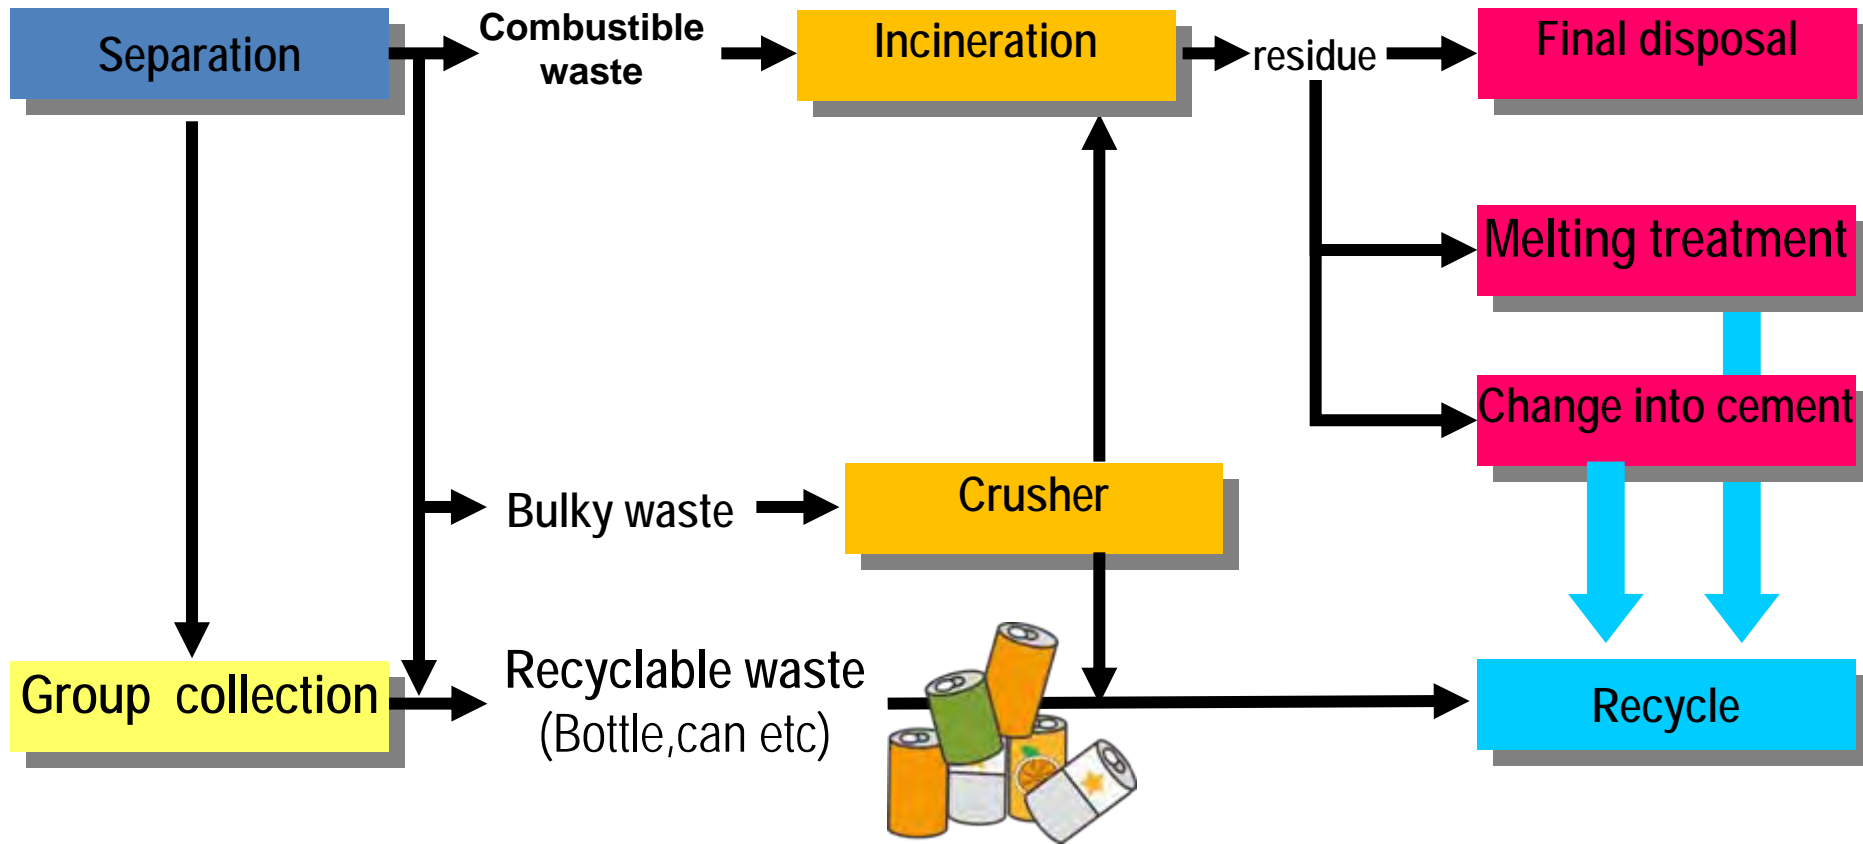 Separation
Combustible
waste
Incineration
residue
Final disposal
Melting treatment
Change into cement
Bulky waste
Crusher
Group collection
Recyclable waste
(Bottle,can etc)
Recycle